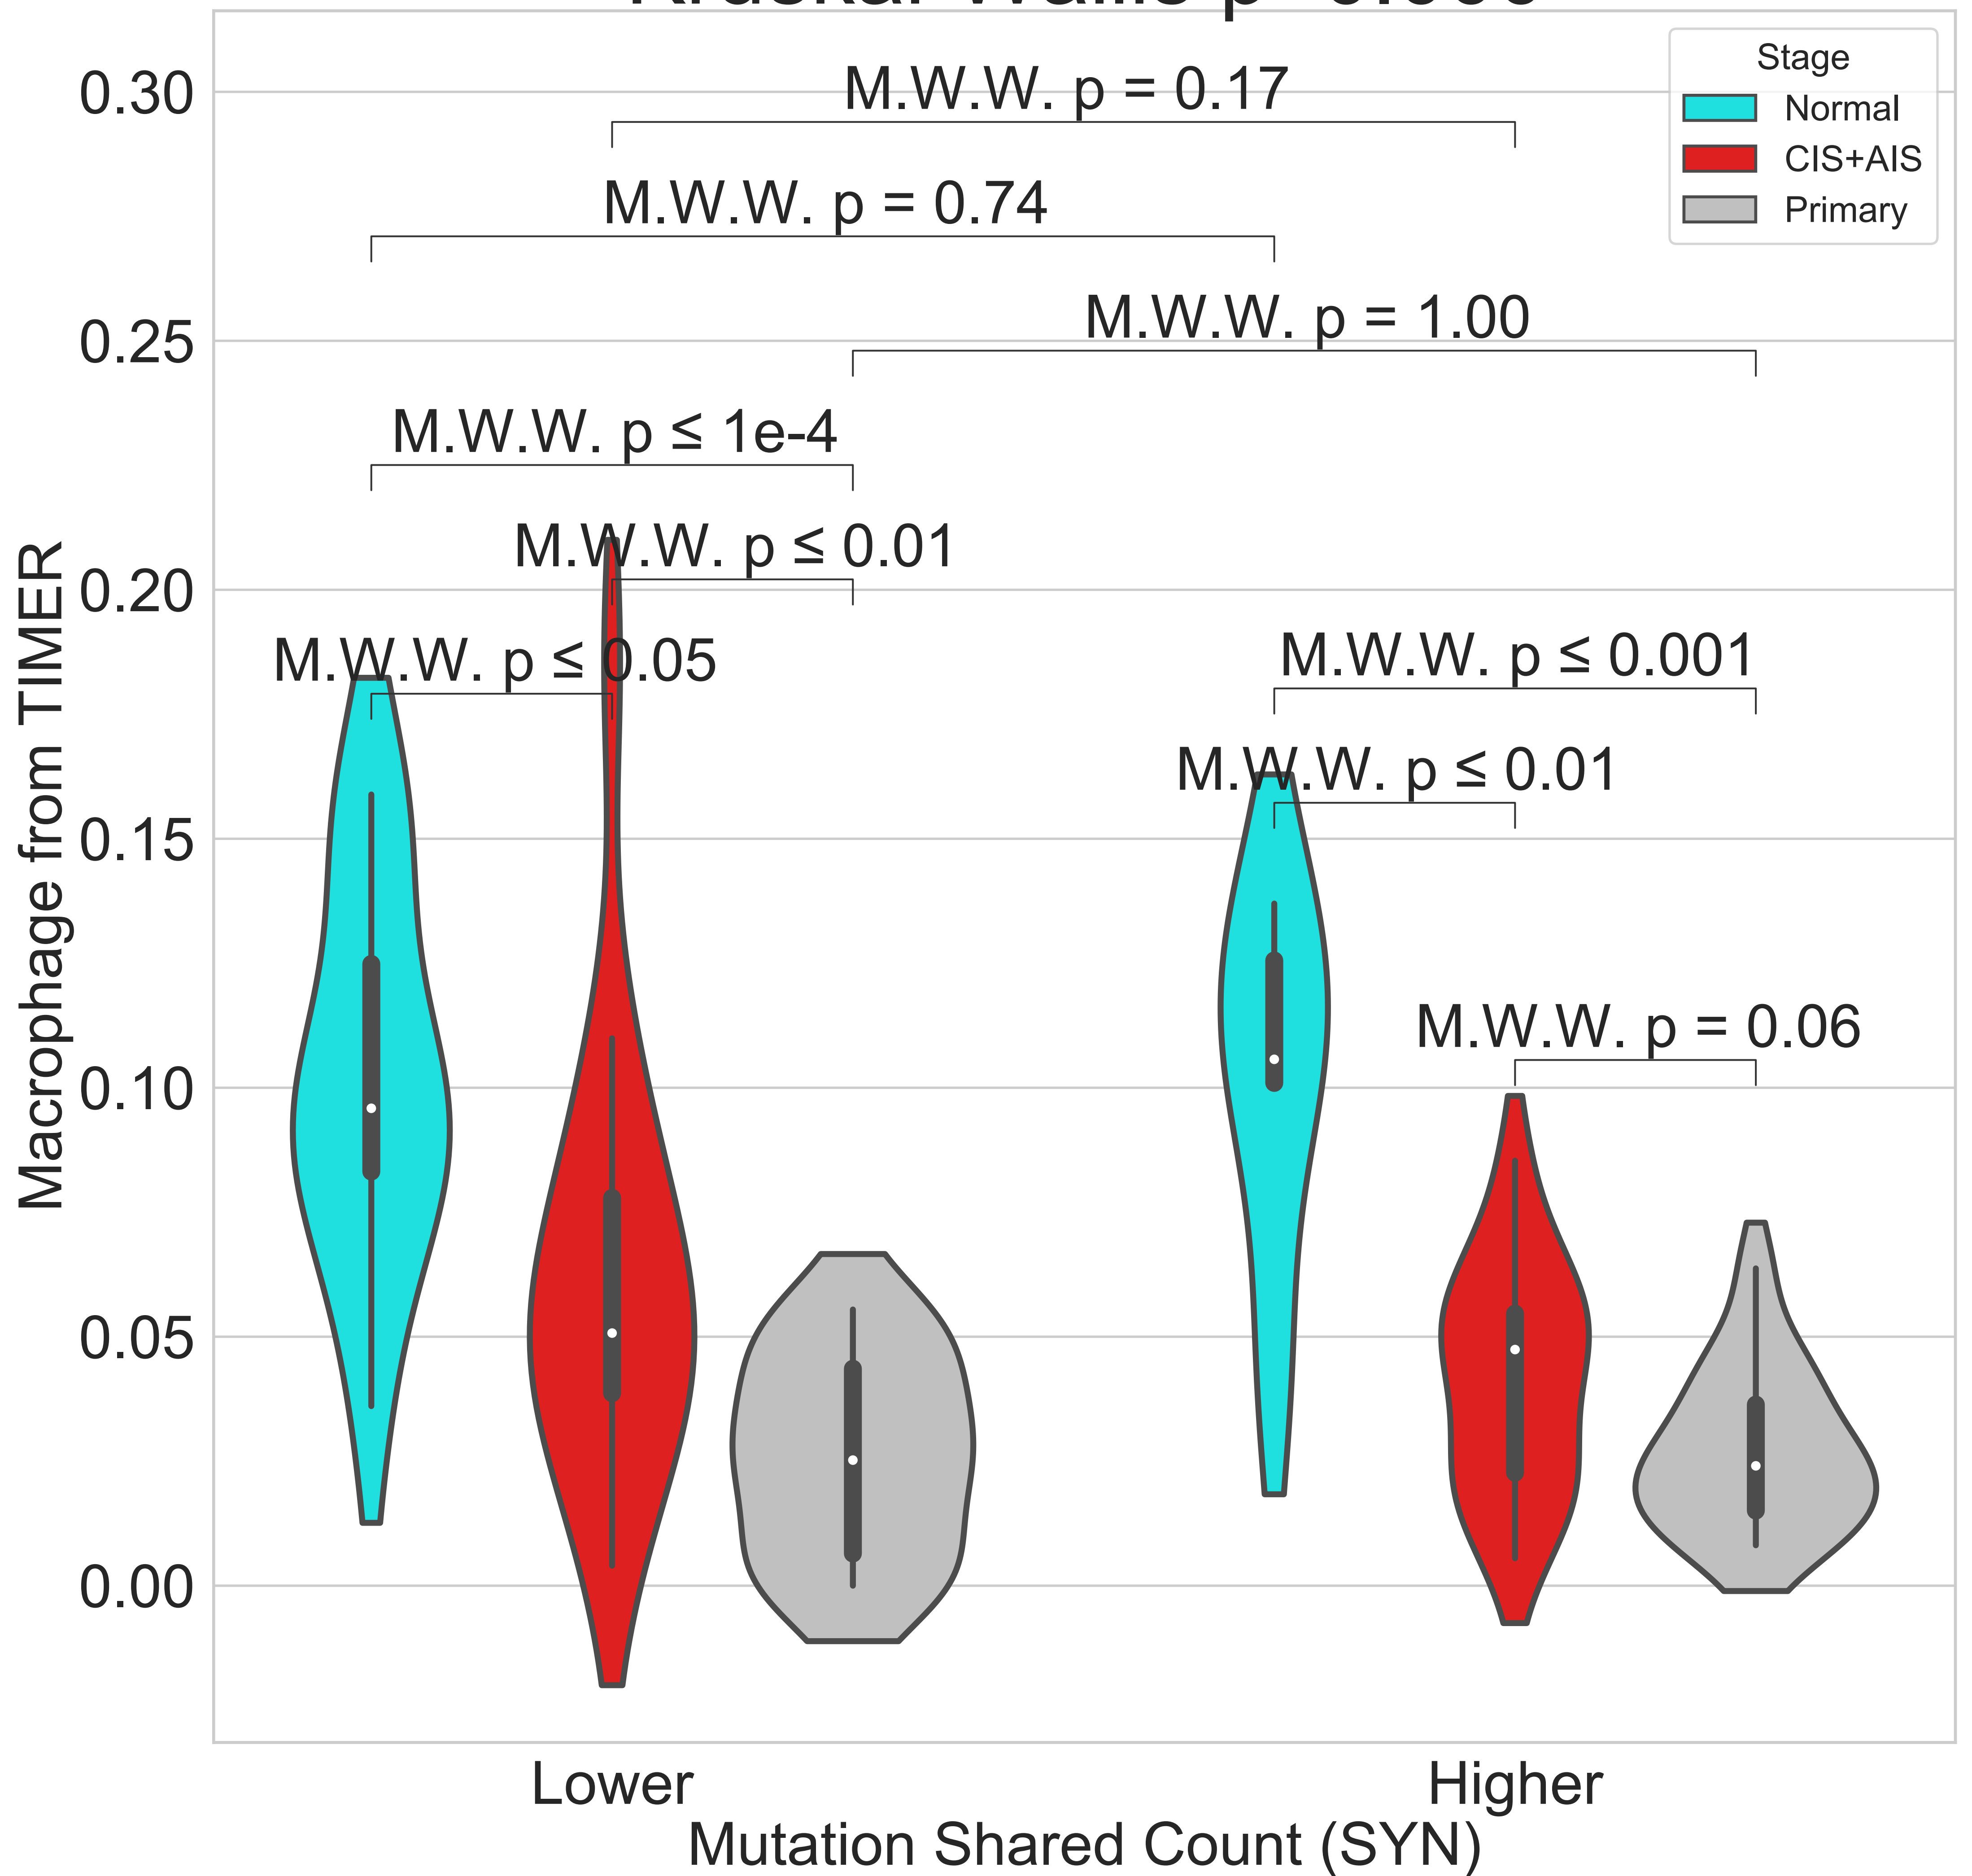 Stage
Normal
CIS+AIS
Primary
M.W.W. p = 0.17
M.W.W. p = 0.74
M.W.W. p = 1.00
M.W.W. p ≤ 1e-4
M.W.W. p ≤ 0.01
M.W.W. p ≤ 0.05
M.W.W. p ≤ 0.001
M.W.W. p ≤ 0.01
M.W.W. p = 0.06
0.30
0.25
0.20
0.15
0.10
0.05
0.00
Macrophage from TIMER
Lower
Higher
Mutation Shared Count (SYN)